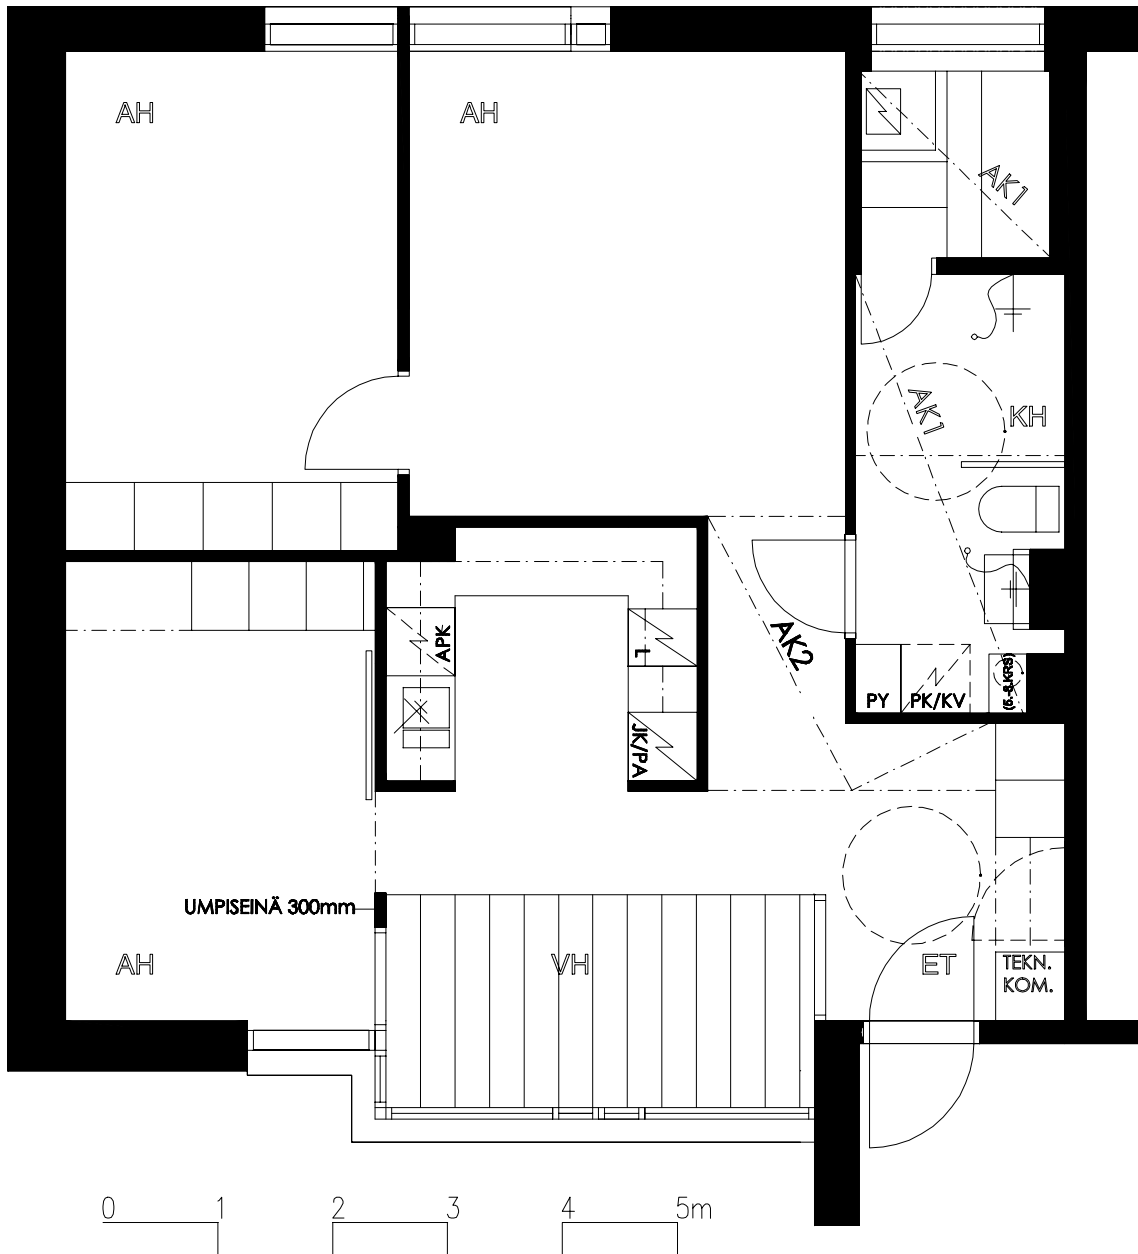 AH
AH
AK1
AK1
KH
APK
L
AK2
JK/PA
PY
PK/KV
(5.-8.KRS)
UMPISEINÄ 300mm
AH
VH
ET
TEKN.
KOM.
0 1 2 3 4 5m